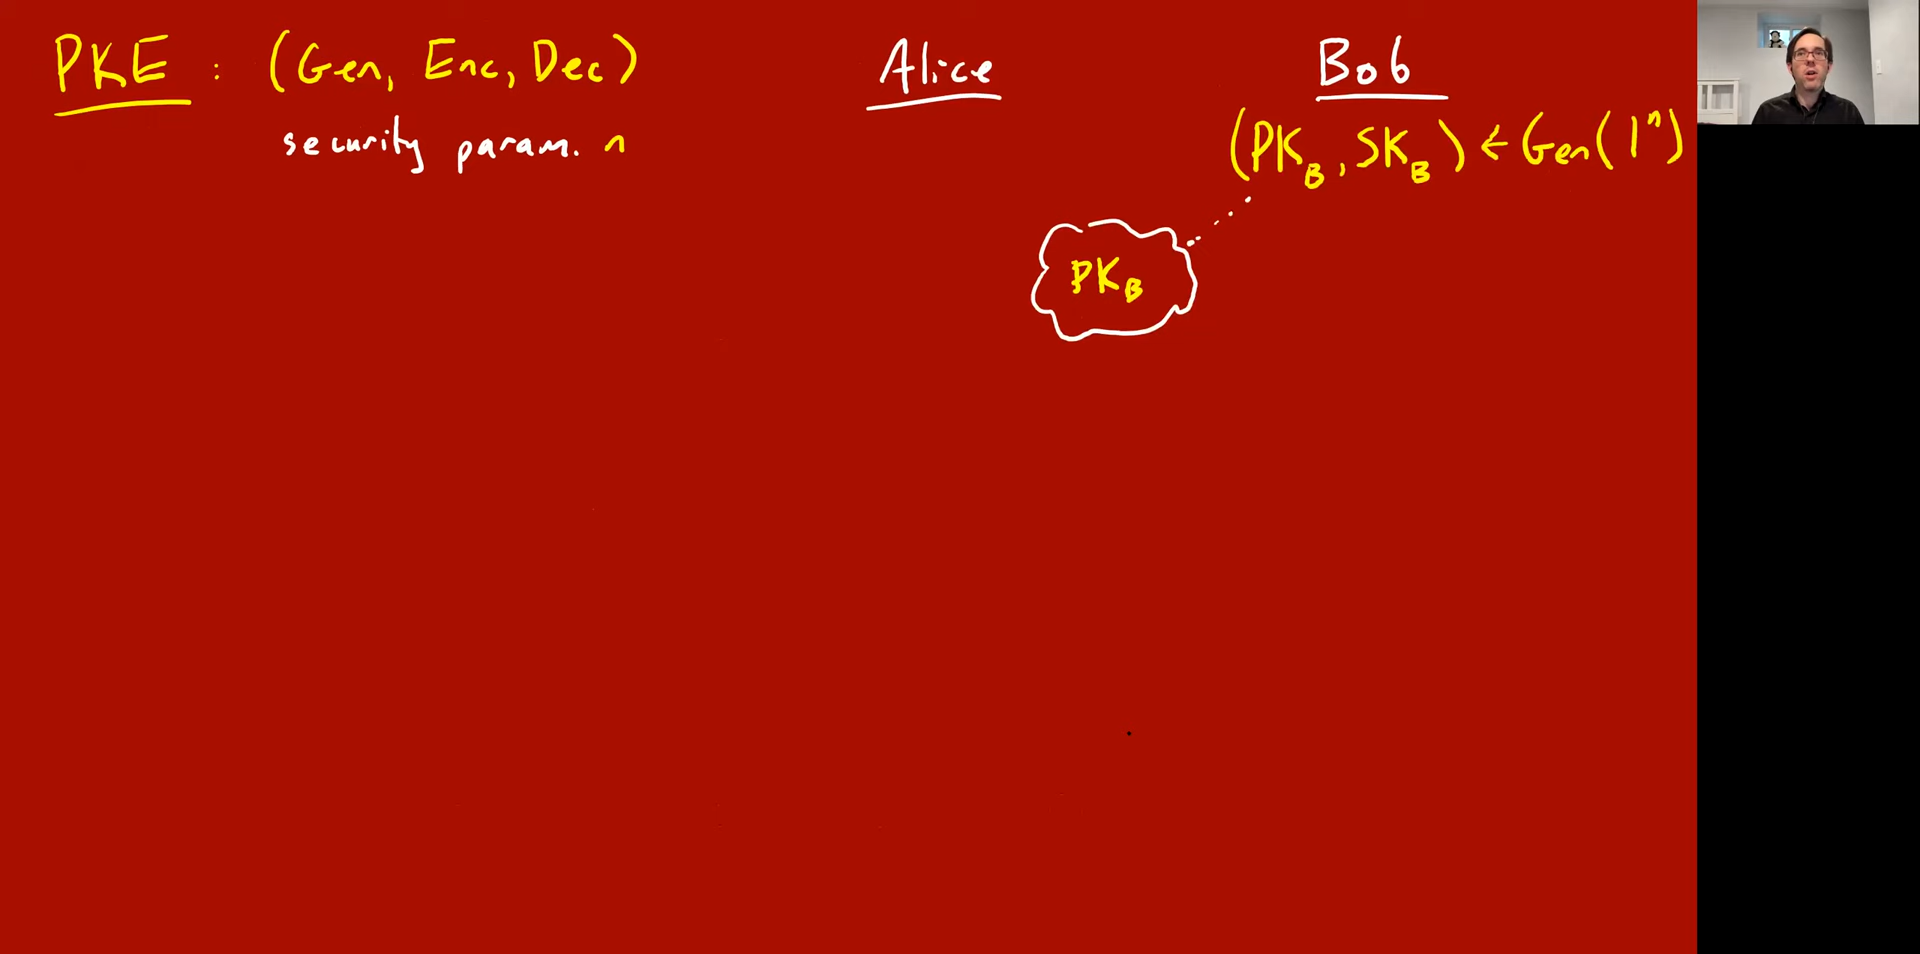 PKE : (Gen, Enc, Dec)
security param. n
Alice
Bob
(PK_B, SK_B) ← Gen(1^n)
PK_B